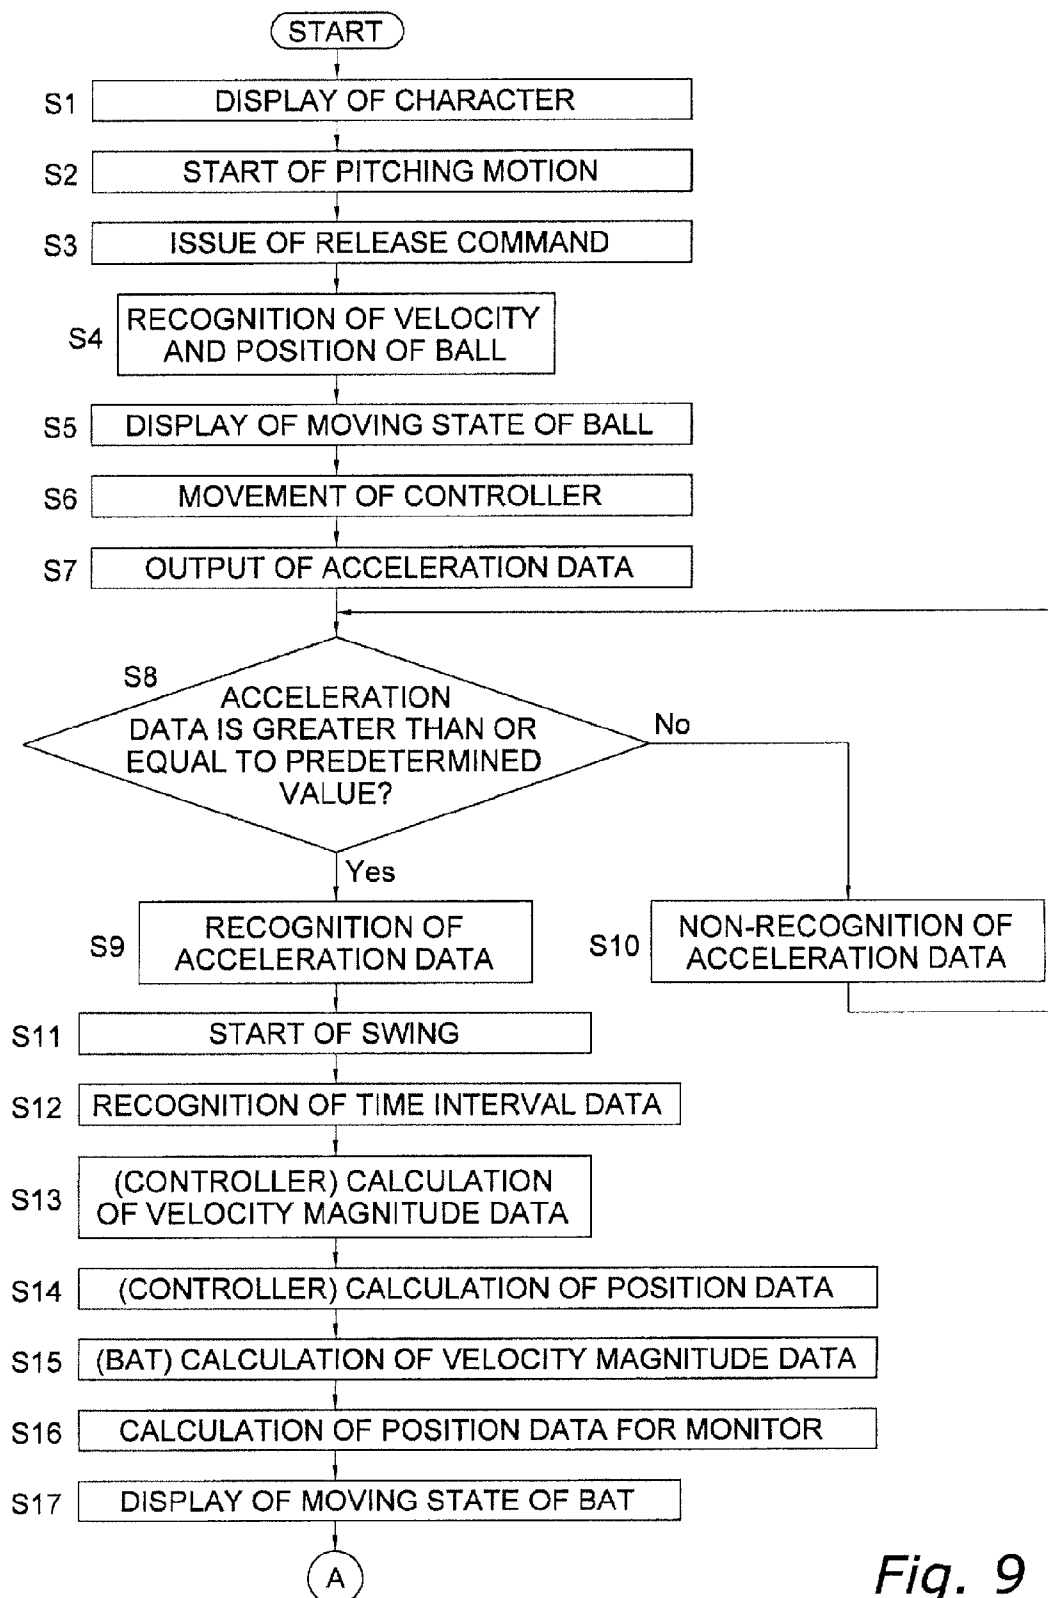 START
S1 DISPLAY OF CHARACTER
S2 START OF PITCHING MOTION
S3 ISSUE OF RELEASE COMMAND
S4 RECOGNITION OF VELOCITY
AND POSITION OF BALL
S5 DISPLAY OF MOVING STATE OF BALL
S6 MOVEMENT OF CONTROLLER
S7 OUTPUT OF ACCELERATION DATA
S8
ACCELERATION
DATA IS GREATER THAN OR
EQUAL TO PREDETERMINED
VALUE?
No
Yes
S9 RECOGNITION OF
ACCELERATION DATA
S10 NON-RECOGNITION OF
ACCELERATION DATA
S11 START OF SWING
S12 RECOGNITION OF TIME INTERVAL DATA
S13 (CONTROLLER) CALCULATION
OF VELOCITY MAGNITUDE DATA
S14 (CONTROLLER) CALCULATION OF POSITION DATA
S15 (BAT) CALCULATION OF VELOCITY MAGNITUDE DATA
S16 CALCULATION OF POSITION DATA FOR MONITOR
S17 DISPLAY OF MOVING STATE OF BAT
A
Fig. 9